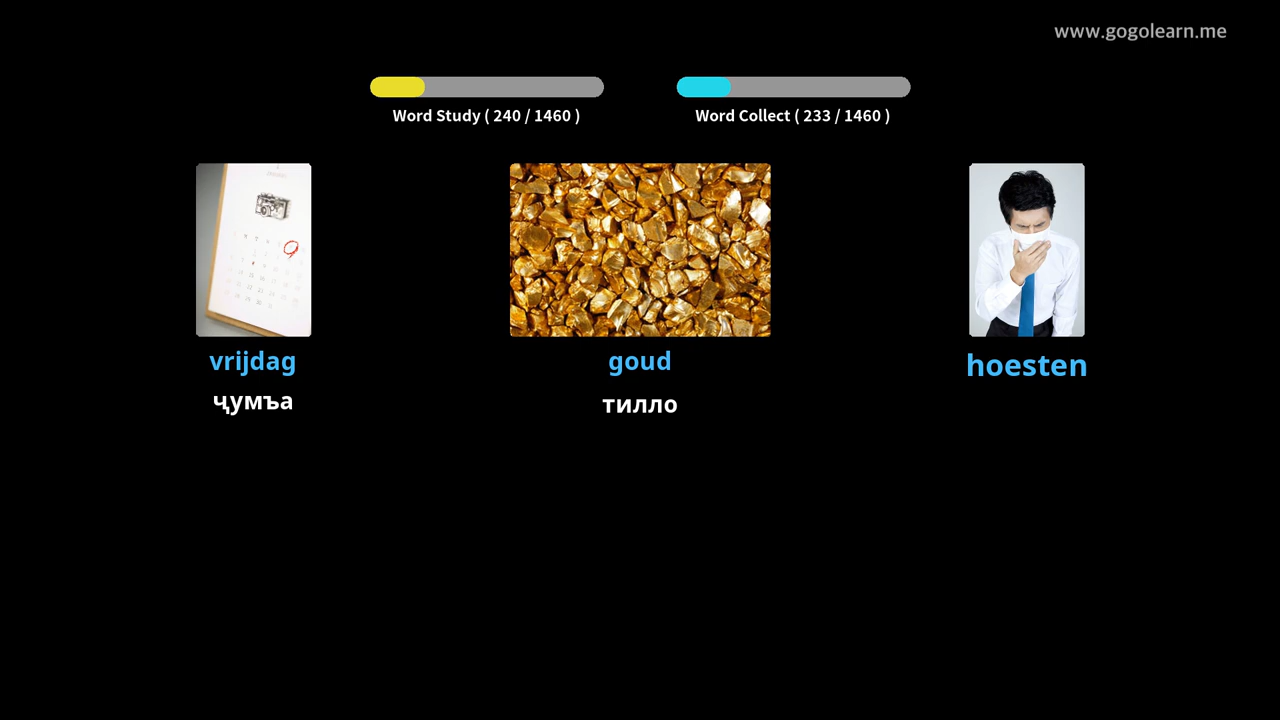 www.gogolearn.me
Word Study ( 240 / 1460 )
Word Collect ( 233 / 1460 )
vrijdag
ҷумъа
goud
тилло
hoesten